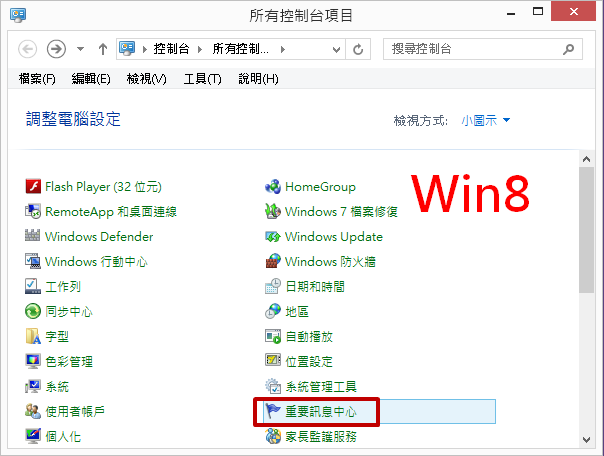 所有控制台項目
控制台 所有控制... 搜尋控制台
檔案(F) 編輯(E) 檢視(V) 工具(T) 說明(H)
調整電腦設定
檢視方式: 小圖示
Win8
Flash Player (32 位元) HomeGroup
RemoteApp 和桌面連線 Windows 7 檔案修復
Windows Defender Windows Update
Windows 行動中心 Windows 防火牆
工作列 日期和時間
同步中心 地區
字型 自動播放
色彩管理 位置設定
系統 系統管理工具
使用者帳戶 重要訊息中心
個人化 家長監護服務